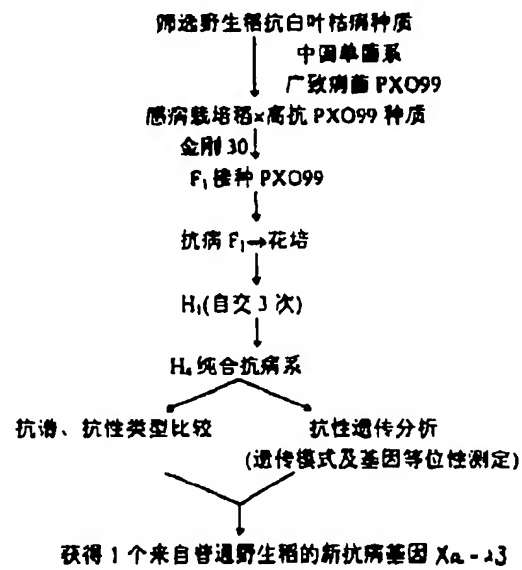 筛选野生稻抗白叶枯病种质
中国单菌系
广致病菌 PXO99
感病栽培稻×高抗 PXO99 种质
金刚 30
F₁ 接种 PXO99
抗病 F₁→花培
H₁(自交 3 次)
H₄ 纯合抗病系
抗谱、抗性类型比较
抗性遗传分析
(遗传模式及基因等位性测定)
获得 1 个来自普通野生稻的新抗病基因 Xa-23